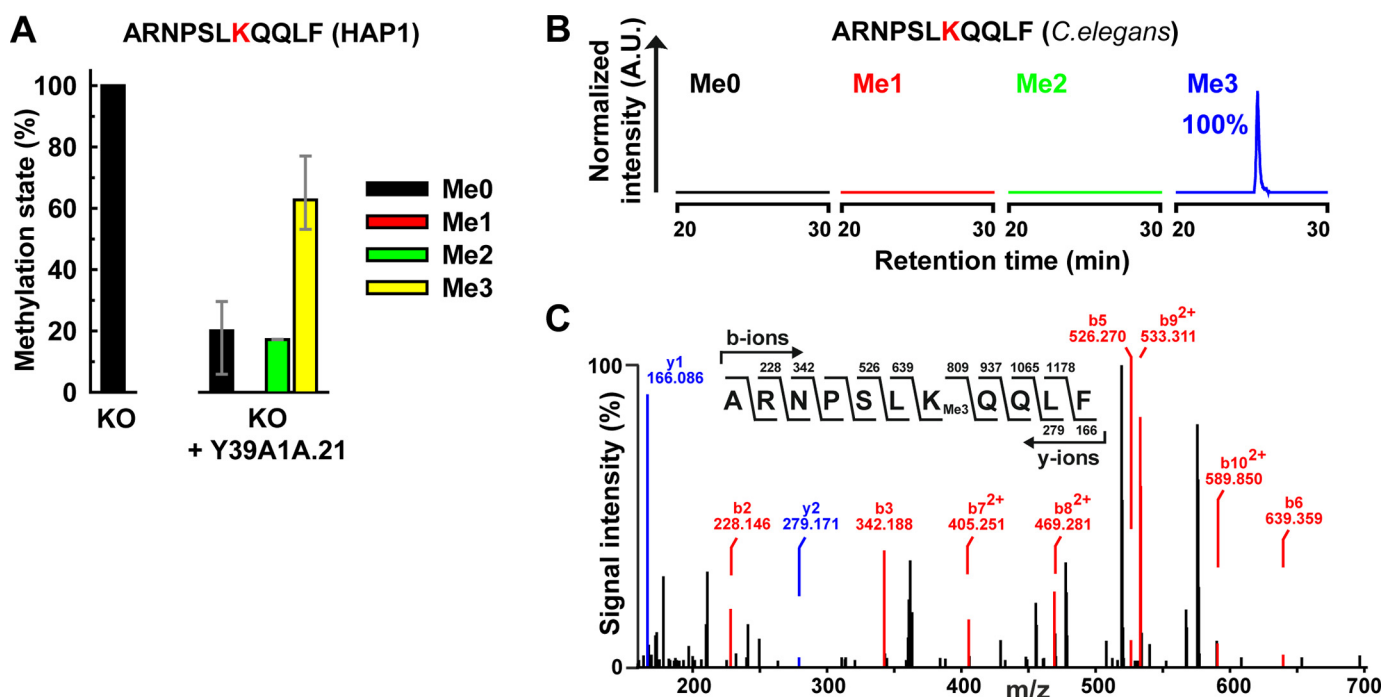 A
ARNPSLKQQLF (HAP1)
Methylation state (%)
100
80
60
40
20
0
KO
KO
+ Y39A1A.21
Me0
Me1
Me2
Me3
B
ARNPSLKQQLF (C.elegans)
Normalized
intensity (A.U.)
Me0
Me1
Me2
Me3
100%
20 30 20 30 20 30 20 30
Retention time (min)
C
Signal intensity (%)
100
0
b-ions
228 342 526 639 809 937 1065 1178
A R N P S L K Me3 Q Q L F
279 166
y-ions
y1
166.086
b2
228.146
y2
279.171
b3
342.188
b7 2+
405.251
b8 2+
469.281
b5
526.270
b9 2+
533.311
b10 2+
589.850
b6
639.359
200 300 400 500 600 700
m/z